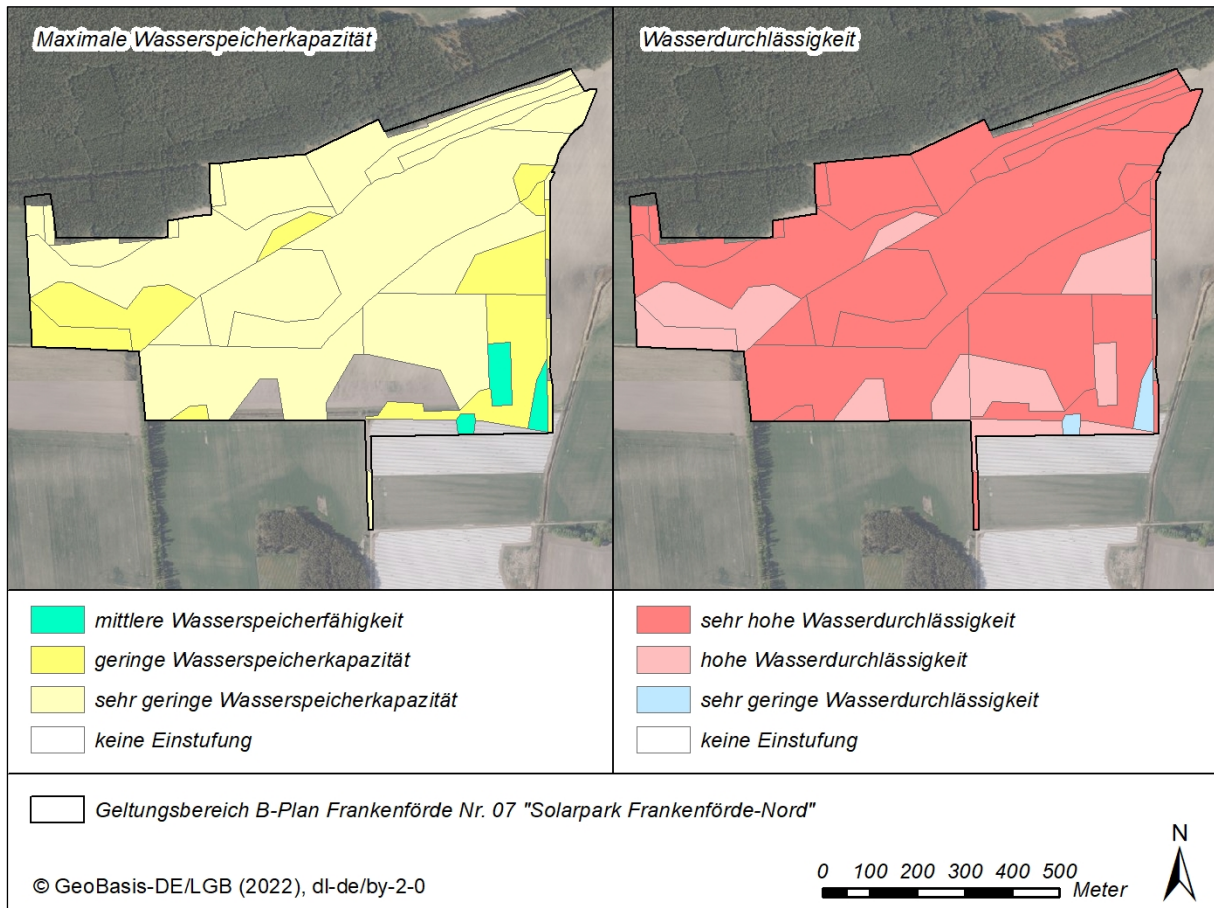 Maximale Wasserspeicherkapazität
Wasserdurchlässigkeit
mittlere Wasserspeicherfähigkeit
geringe Wasserspeicherkapazität
sehr geringe Wasserspeicherkapazität
keine Einstufung
sehr hohe Wasserdurchlässigkeit
hohe Wasserdurchlässigkeit
sehr geringe Wasserdurchlässigkeit
keine Einstufung
Geltungsbereich B-Plan Frankenförde Nr. 07 "Solarpark Frankenförde-Nord"
© GeoBasis-DE/LGB (2022), dl-de/by-2-0
0 100 200 300 400 500
Meter
N